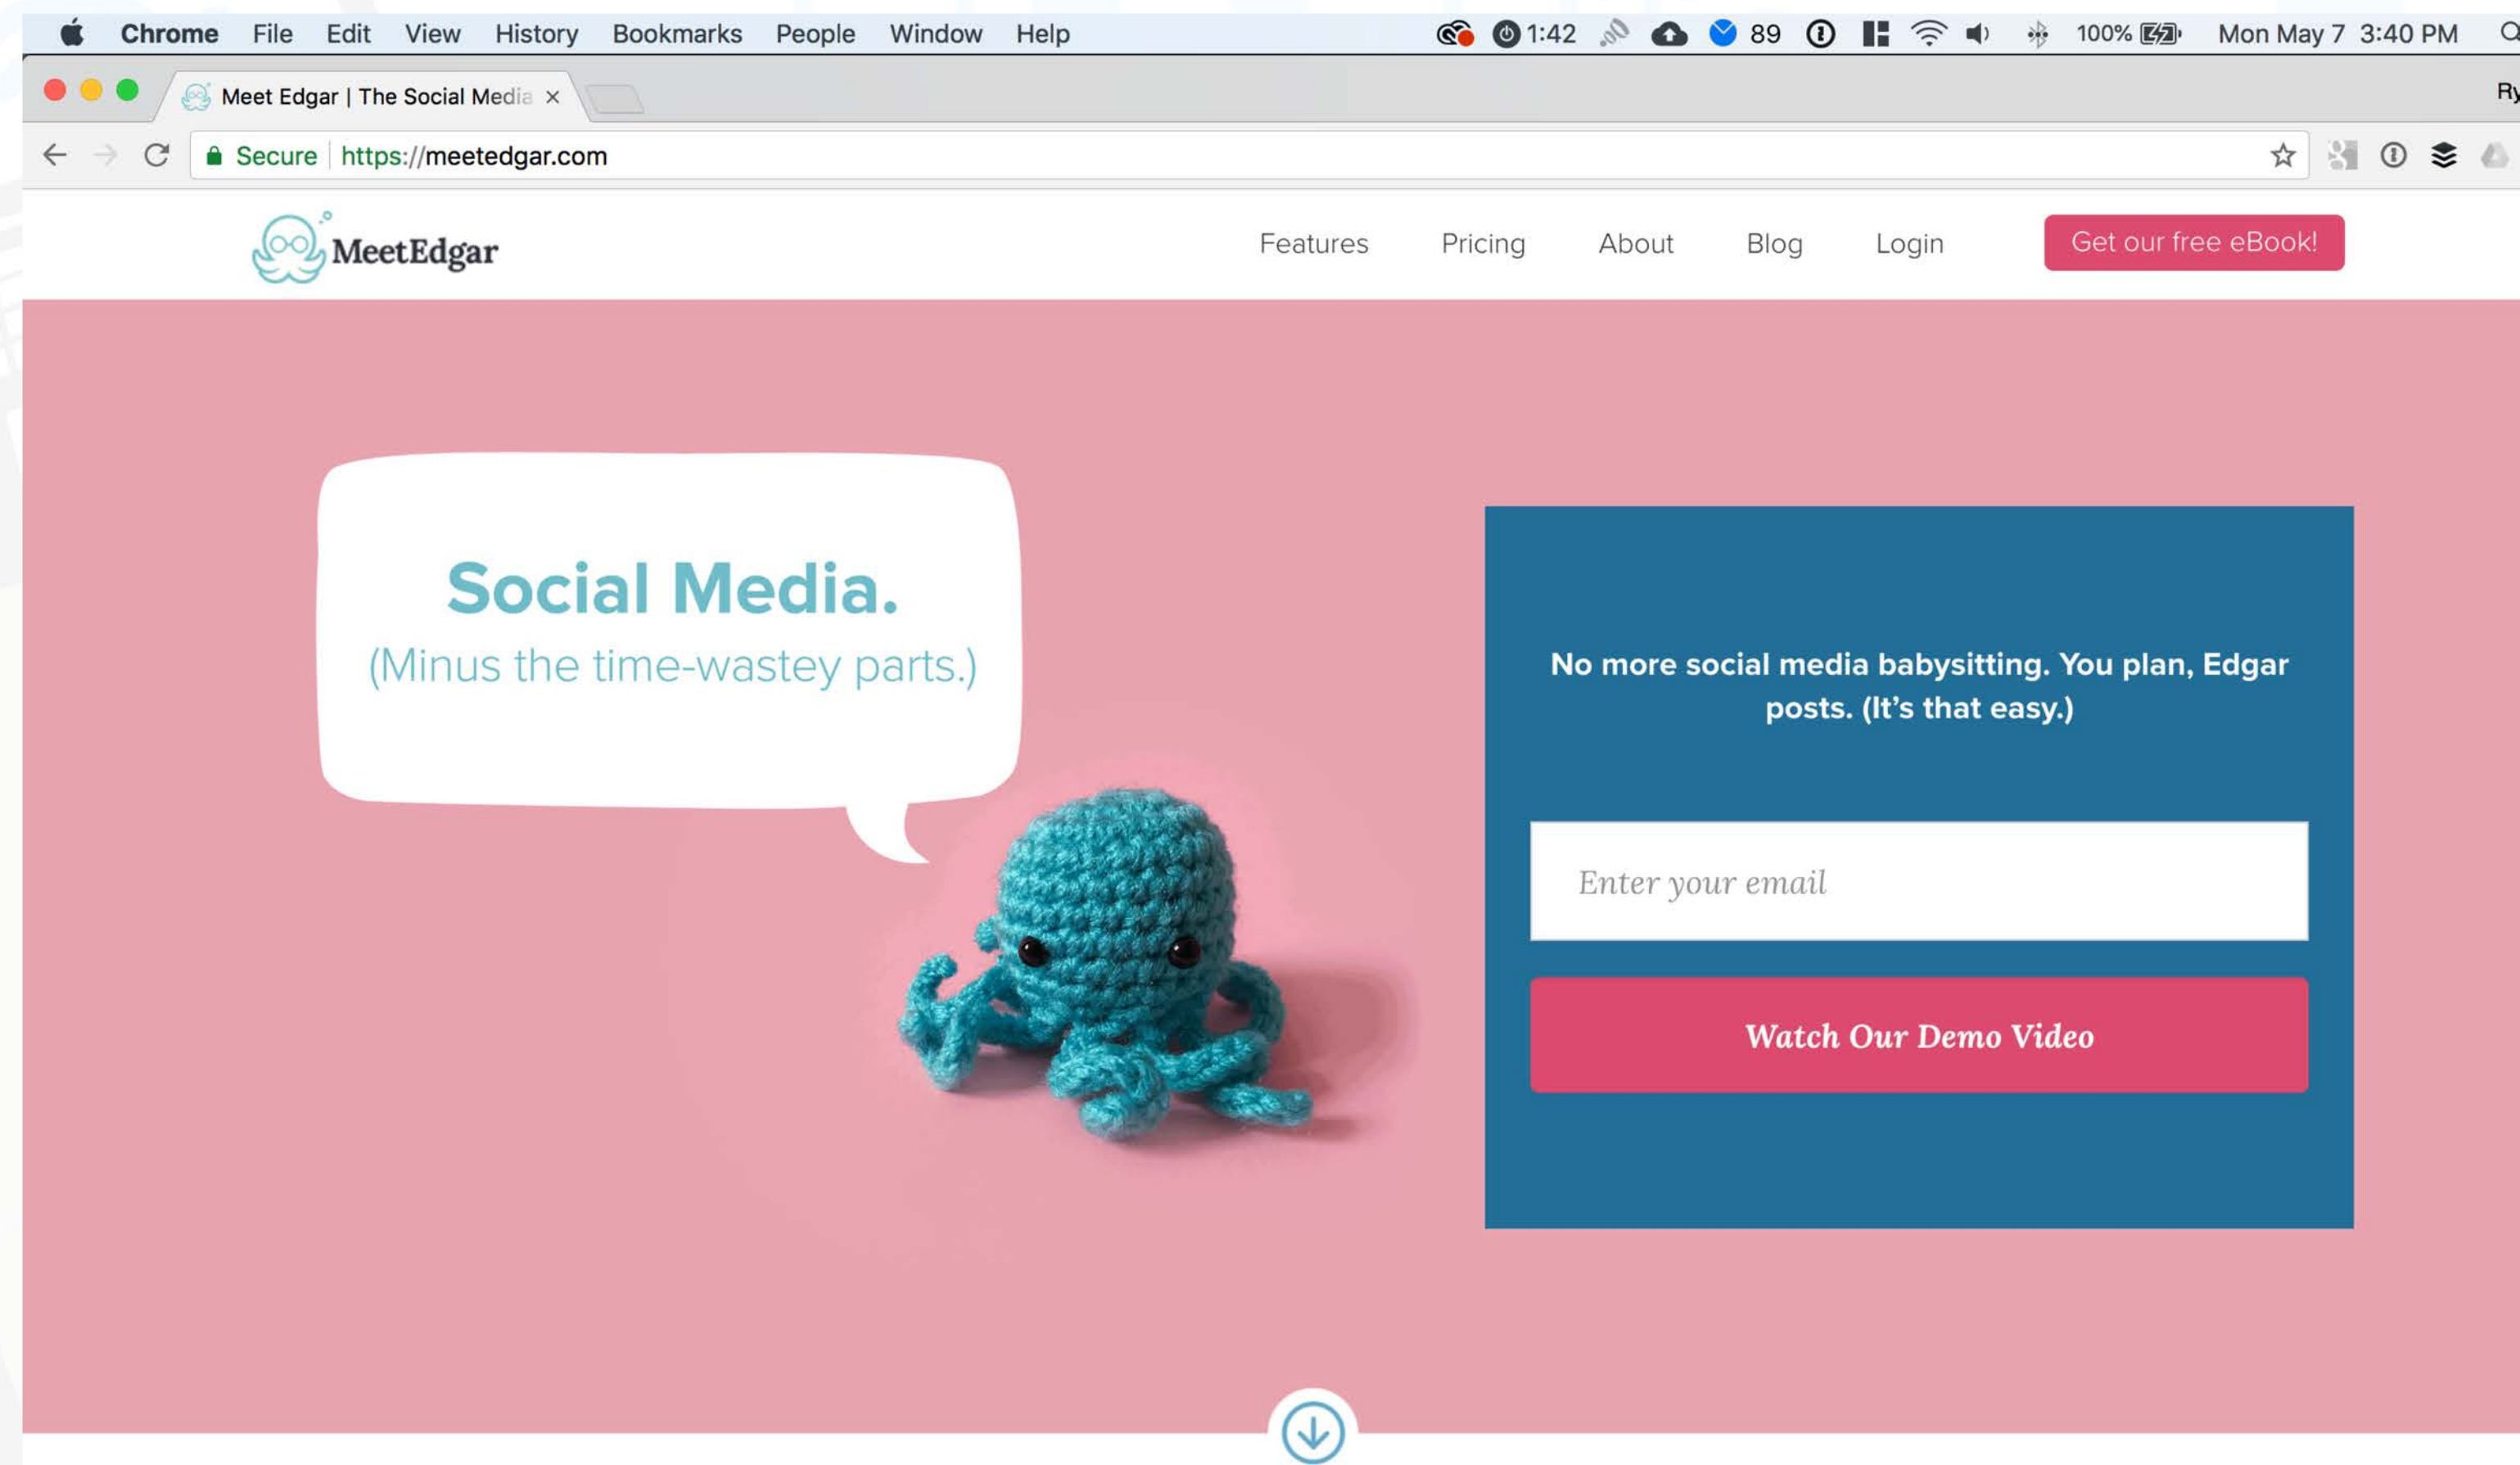 Chrome File Edit View History Bookmarks People Window Help 1:42 89 100% Mon May 7 3:40 PM
Meet Edgar | The Social Media
Ry
Secure https://meetedgar.com
MeetEdgar Features Pricing About Blog Login Get our free eBook!
Social Media.
(Minus the time-wastey parts.)
No more social media babysitting. You plan, Edgar
posts. (It's that easy.)
Enter your email
Watch Our Demo Video